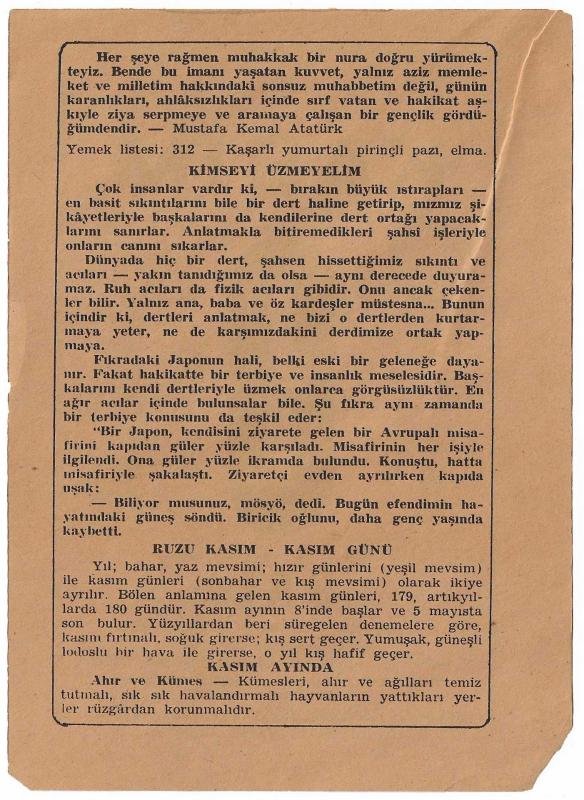 Her şeye rağmen muhakkak bir nura doğru yürümek-
teyiz. Bende bu imanı yaşatan kuvvet, yalnız aziz memle-
ket ve milletim hakkındaki sonsuz muhabbetim değil, günün
karanlıkları, ahlâksızlıkları içinde sırf vatan ve hakikat aş-
kıyle ziya serpmeye ve aramaya çalışan bir gençlik gördü-
ğümdendir. — Mustafa Kemal Atatürk
Yemek listesi: 312 — Kaşarlı yumurtalı pirinçli pazı, elma.
KİMSEYİ ÜZMEYELİM
Çok insanlar vardır ki, — bırakın büyük ıstırapları —
en basit sıkıntılarını bile bir dert haline getirip, mızmız şi-
kâyetleriyle başkalarını da kendilerine dert ortağı yapacak-
larını sanırlar. Anlatmakla bitiremedikleri şahsi işleriyle
onların canını sıkarlar.
Dünyada hiç bir dert, şahsen hissettiğimiz sıkıntı ve
acıları — yakın tanıdığımız da olsa — aynı derecede duyura-
maz. Ruh acıları da fizik acıları gibidir. Onu ancak çeken-
ler bilir. Yalnız ana, baba ve öz kardeşler müstesna... Bunun
içindir ki, dertleri anlatmak, ne bizi o dertlerden kurtar-
maya yeter, ne de karşımızdakini derdimize ortak yap-
maya.
Fıkradaki Japonun hali, belki eski bir geleneğe daya-
nır. Fakat hakikatte bir terbiye ve insanlık meselesidir. Baş-
kalarını kendi dertleriyle üzmek onlarca görgüsüzlüktür. En
ağır acılar içinde bulunsalar bile. Şu fıkra aynı zamanda
bir terbiye konusunu da teşkil eder:
"Bir Japon, kendisini ziyarete gelen bir Avrupalı misa-
firini kapıdan güler yüzle karşıladı. Misafirinin her işiyle
ilgilendi. Ona güler yüzle ikramda bulundu. Konuştu, hatta
misafiriyle şakalaştı. Ziyaretçi evden ayrılırken kapıda
uşak:
— Biliyor musunuz, mösyö, dedi. Bugün efendimin ha-
yatındaki güneş söndü. Biricik oğlunu, daha genç yaşında
kaybetti.
RUZU KASIM - KASIM GÜNÜ
Yıl; bahar, yaz mevsimi; hızır günlerini (yeşil mevsim)
ile kasım günleri (sonbahar ve kış mevsimi) olarak ikiye
ayrılır. Bölen anlamına gelen kasım günleri, 179, artıkyıl-
larda 180 gündür. Kasım ayının 8'inde başlar ve 5 mayısta
son bulur. Yüzyıllardan beri süregelen denemelere göre,
kasım fırtınalı, soğuk girerse; kış sert geçer. Yumuşak, güneşli
lodoslu bir hava ile girerse, o yıl kış hafif geçer.
KASIM AYINDA
Ahır ve Kümes — Kümesleri, ahır ve ağılları temiz
tutmalı, sık sık havalandırmalı hayvanların yattıkları yer-
ler rüzgârdan korunmalıdır.